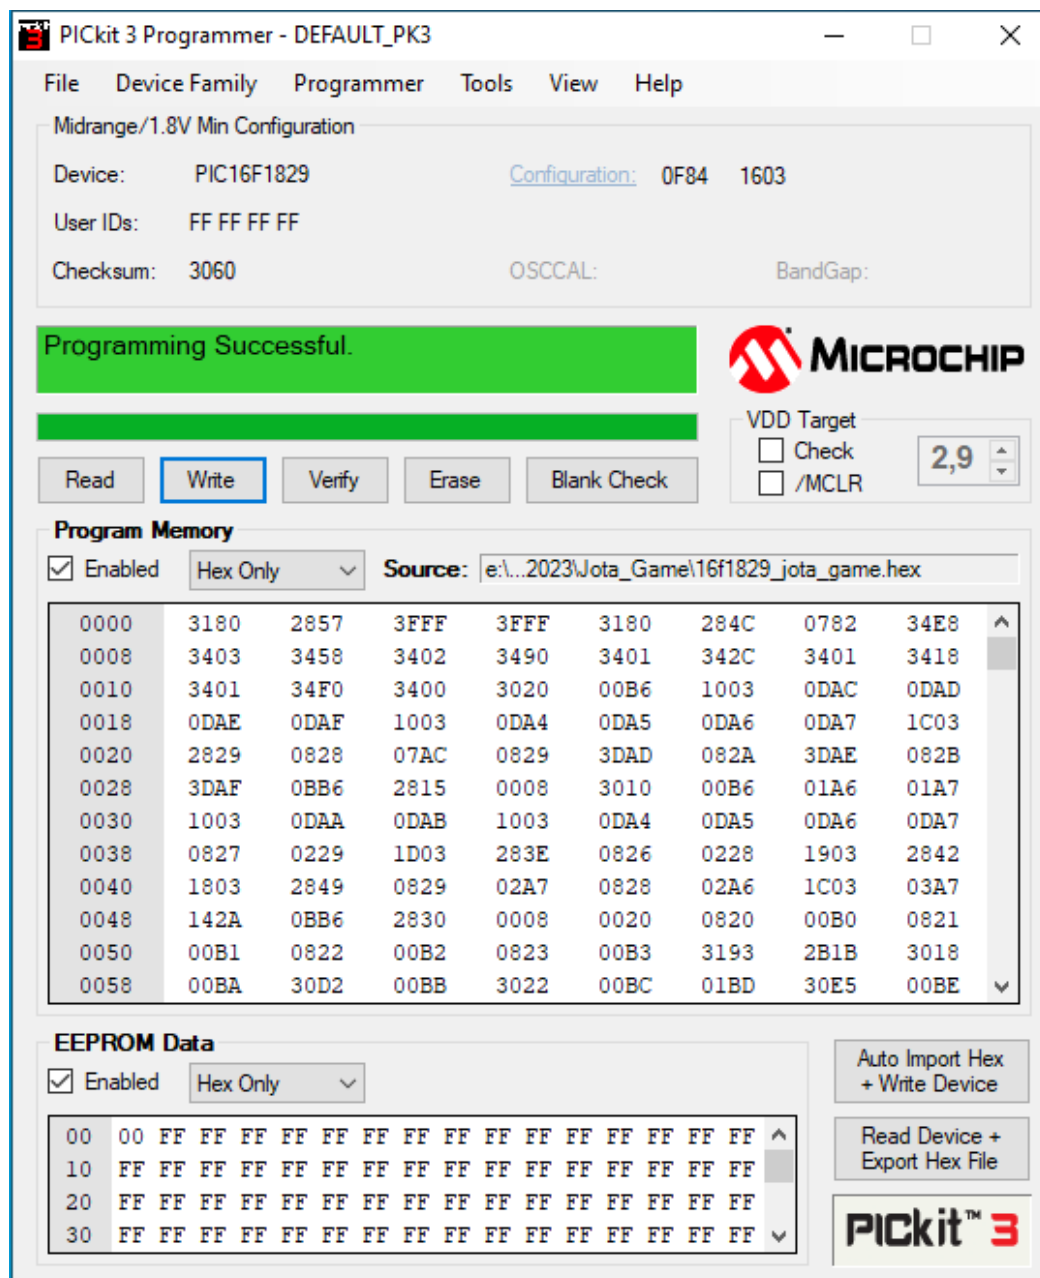 PICkit 3 Programmer - DEFAULT_PK3
File Device Family Programmer Tools View Help
Midrange/1.8V Min Configuration
Device: PIC16F1829 Configuration: 0F84 1603
User IDs: FF FF FF FF
Checksum: 3060 OSCCAL: BandGap:
Programming Successful.
MICROCHIP
VDD Target
Check
/MCLR
2,9
Read Write Verify Erase Blank Check
Program Memory
Enabled Hex Only Source: e:\...2023\Jota_Game\16f1829_jota_game.hex
0000 3180 2857 3FFF 3FFF 3180 284C 0782 34E8
0008 3403 3458 3402 3490 3401 342C 3401 3418
0010 3401 34F0 3400 3020 00B6 1003 0DAC 0DAD
0018 0DAE 0DAF 1003 0DA4 0DA5 0DA6 0DA7 1C03
0020 2829 0828 07AC 0829 3DAD 082A 3DAE 082B
0028 3DAF 0BB6 2815 0008 3010 00B6 01A6 01A7
0030 1003 0DAA 0DAB 1003 0DA4 0DA5 0DA6 0DA7
0038 0827 0229 1D03 283E 0826 0228 1903 2842
0040 1803 2849 0829 02A7 0828 02A6 1C03 03A7
0048 142A 0BB6 2830 0008 0020 0820 00B0 0821
0050 00B1 0822 00B2 0823 00B3 3193 2B1B 3018
0058 00BA 30D2 00BB 3022 00BC 01BD 30E5 00BE
EEPROM Data
Enabled Hex Only
00 00 FF FF FF FF FF FF FF FF FF FF FF FF FF FF FF
10 FF FF FF FF FF FF FF FF FF FF FF FF FF FF FF FF
20 FF FF FF FF FF FF FF FF FF FF FF FF FF FF FF FF
30 FF FF FF FF FF FF FF FF FF FF FF FF FF FF FF FF
Auto Import Hex
+ Write Device
Read Device +
Export Hex File
PICkit™ 3